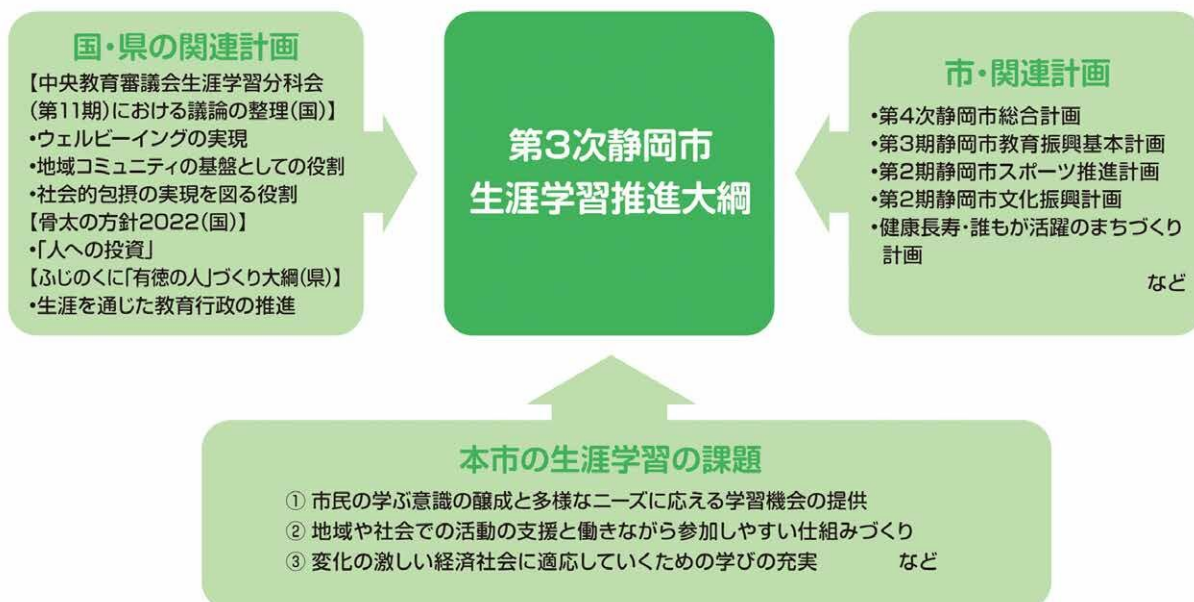 国・県の関連計画
【中央教育審議会生涯学習分科会
(第11期)における議論の整理(国)】
・ウェルビーイングの実現
・地域コミュニティの基盤としての役割
・社会的包摂の実現を図る役割
【骨太の方針2022(国)】
・「人への投資」
【ふじのくに「有徳の人」づくり大綱(県)】
・生涯を通じた教育行政の推進
第3次静岡市
生涯学習推進大綱
市・関連計画
・第4次静岡市総合計画
・第3期静岡市教育振興基本計画
・第2期静岡市スポーツ推進計画
・第2期静岡市文化振興計画
・健康長寿・誰もが活躍のまちづくり
計画
など
本市の生涯学習の課題
① 市民の学ぶ意識の醸成と多様なニーズに応える学習機会の提供
② 地域や社会での活動の支援と働きながら参加しやすい仕組みづくり
③ 変化の激しい経済社会に適応していくための学びの充実 など